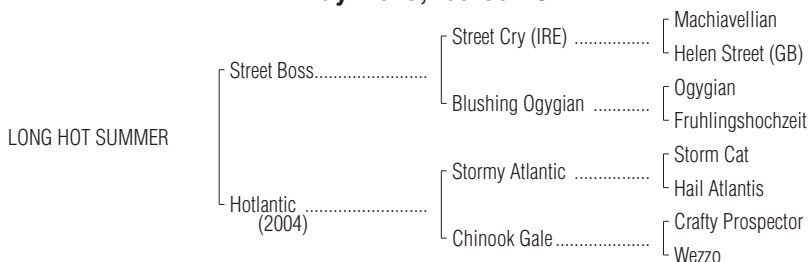 Machiavellian
Street Cry (IRE) ..............
Helen Street (GB)
Street Boss.....................
Ogygian
Blushing Ogygian ............
Fruhlingshochzeit
LONG HOT SUMMER
Storm Cat
Stormy Atlantic ..............
Hail Atlantis
Hotlantic .......................
(2004)
Crafty Prospector
Chinook Gale..................
Wezzo